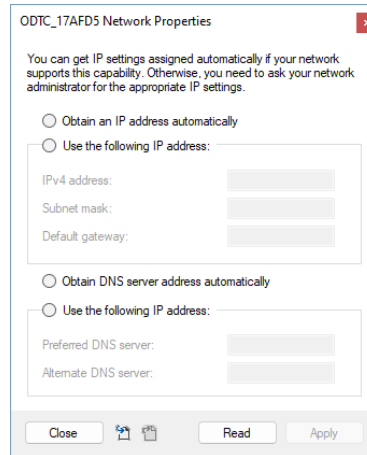 ODTC_17AFD5 Network Properties
You can get IP settings assigned automatically if your network
supports this capability. Otherwise, you need to ask your network
administrator for the appropriate IP settings.
Obtain an IP address automatically
Use the following IP address:
IPv4 address:
Subnet mask:
Default gateway:
Obtain DNS server address automatically
Use the following IP address:
Preferred DNS server:
Alternate DNS server:
Close
Read
Apply